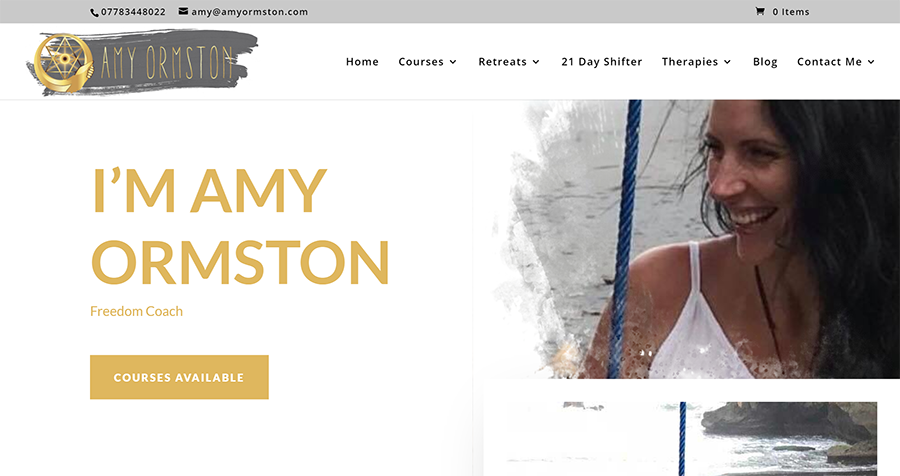 07783448022 amy@amyormston.com 0 Items
AMY ORMSTON
Home Courses Retreats 21 Day Shifter Therapies Blog Contact Me
I'M AMY
ORMSTON
Freedom Coach
COURSES AVAILABLE